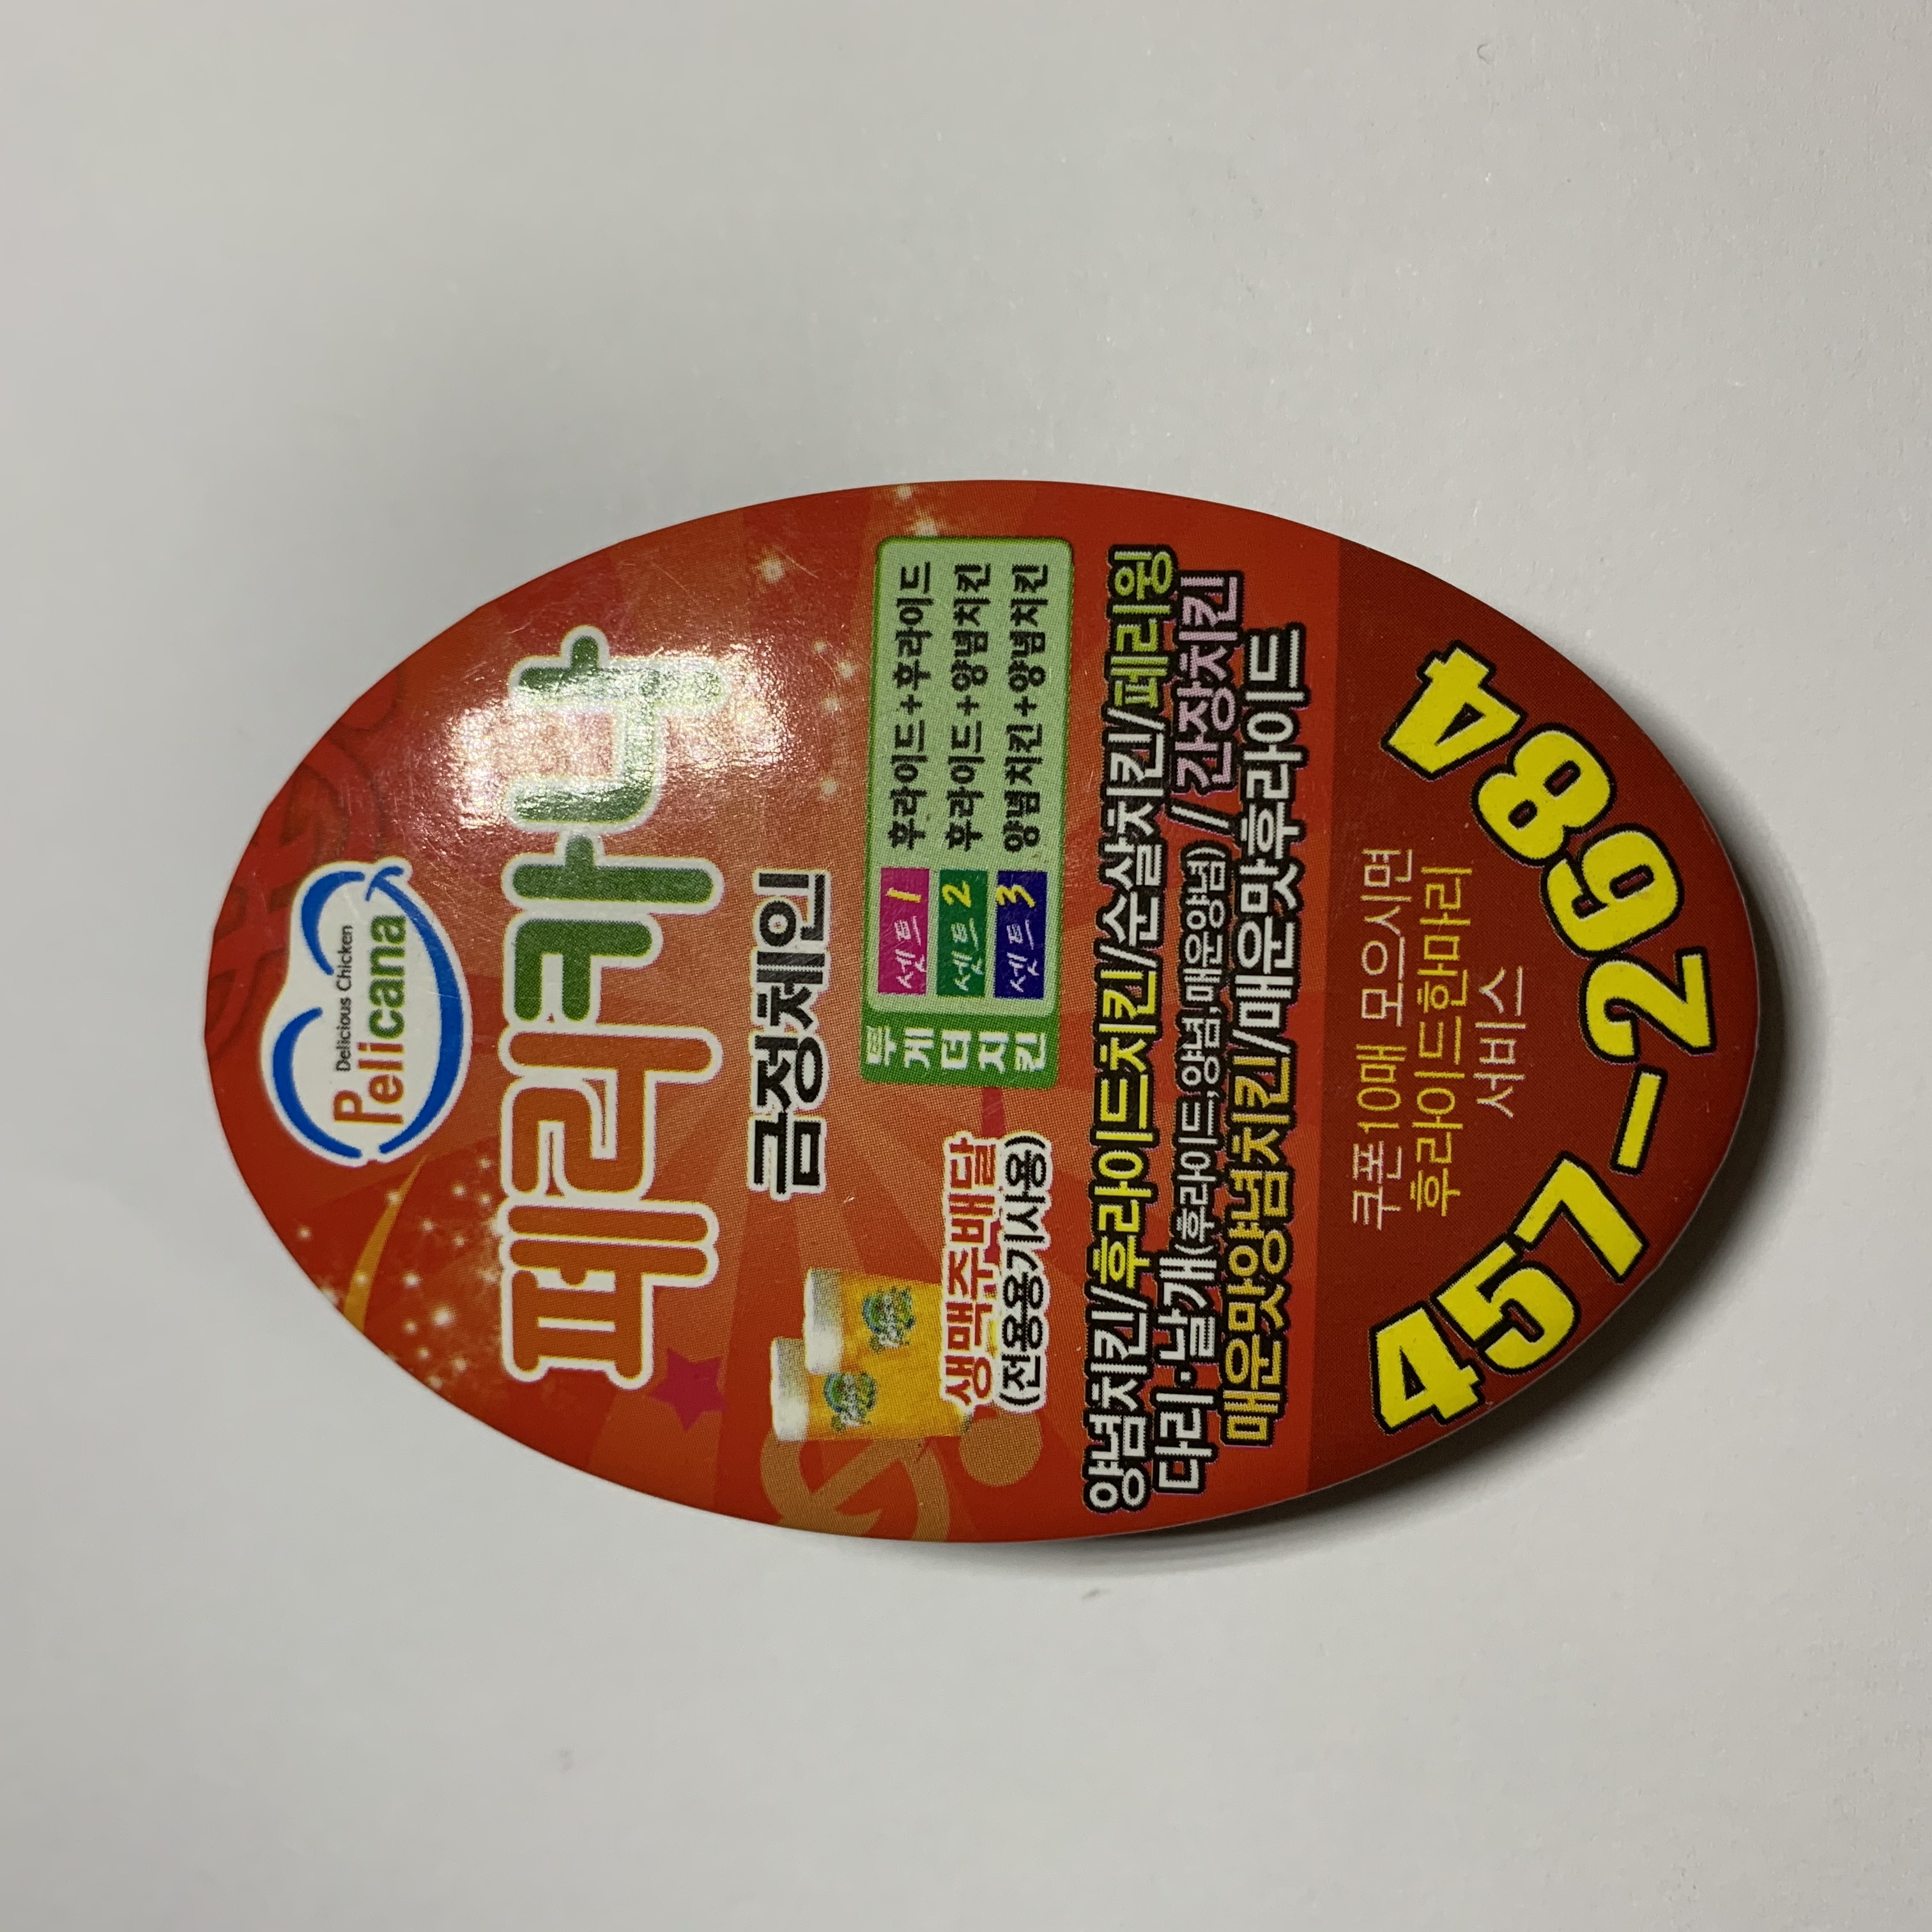 Delicious Chicken
Pelicana
페리카나
금정체인
생맥주배달
(전용용기사용)
투게더치킨
셋트1 후라이드+후라이드
셋트2 후라이드+양념치킨
셋트3 양념치킨+양념치킨
양념치킨/후라이드치킨/순살치킨/페리윙
다리·날개(후라이드,양념,매운양념) // 간장치킨
매운맛양념치킨/매운맛후라이드
쿠폰10매 모으시면
후라이드한마리
서비스
457-2684